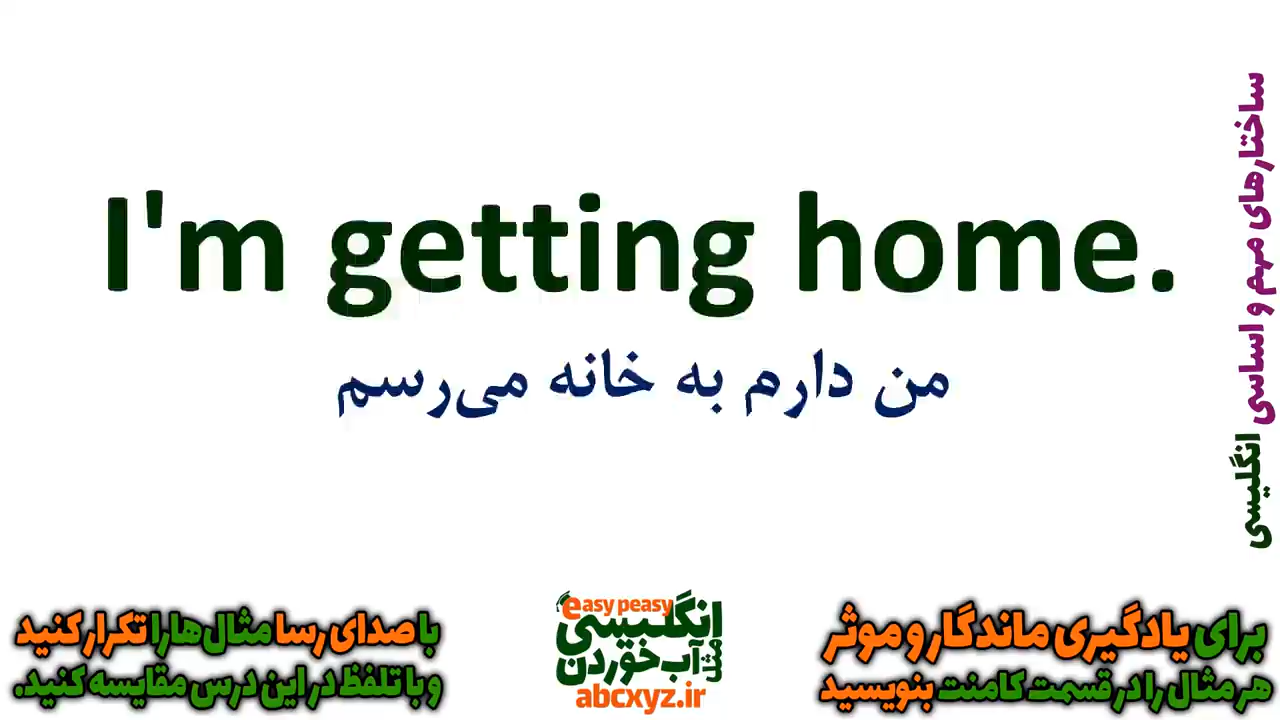 I'm getting home.
من دارم به خانه می‌رسم
ساختارهای مهم و اساسی انگلیسی
برای یادگیری ماندگار و موثر
هر مثال را در قسمت کامنت بنویسید
easy peasy
انگلیسی
مثل آب خوردن
abcxyz.ir
با صدای رسا مثال‌ها را تکرار کنید
و با تلفظ در این درس مقایسه کنید.